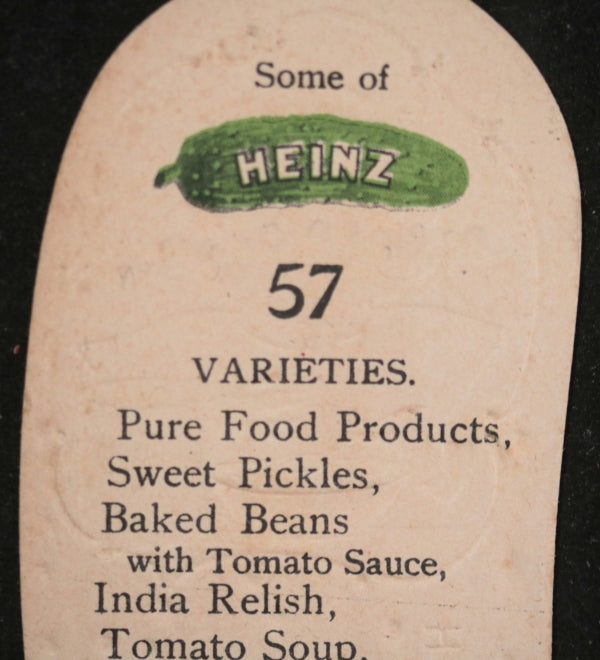 Some of
HEINZ
57
VARIETIES.
Pure Food Products,
Sweet Pickles,
Baked Beans
with Tomato Sauce,
India Relish,
Tomato Soup,